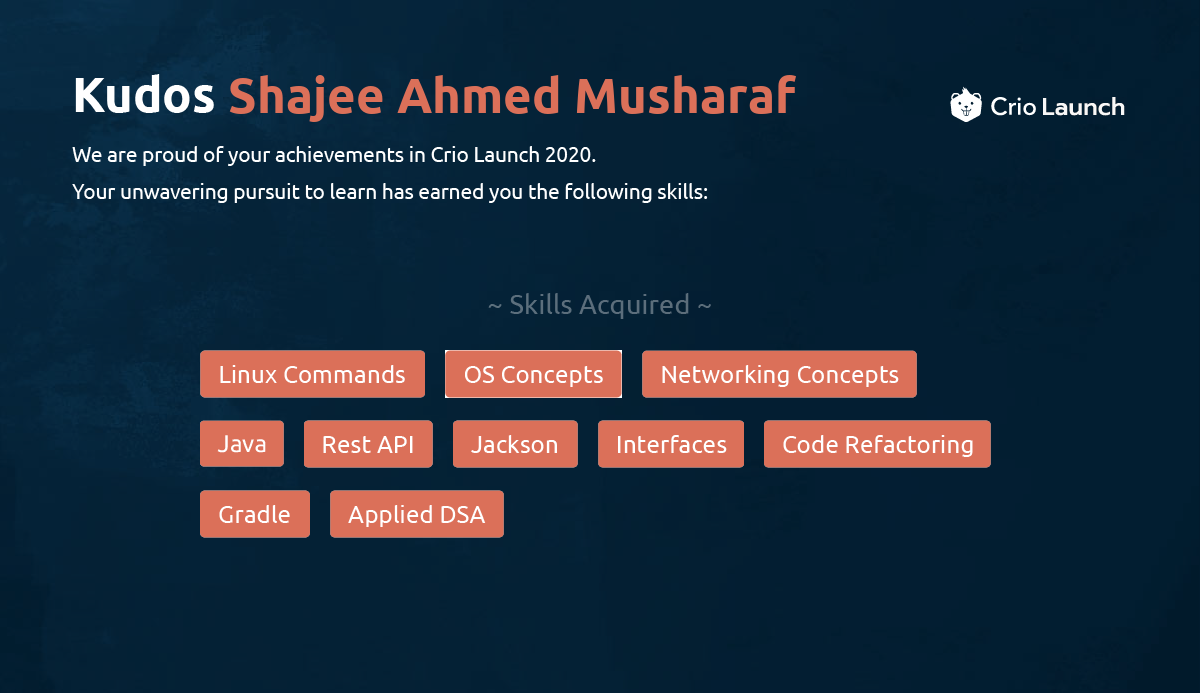 Kudos Shajee Ahmed Musharaf
Crio Launch
We are proud of your achievements in Crio Launch 2020.
Your unwavering pursuit to learn has earned you the following skills:
~ Skills Acquired ~
Linux Commands OS Concepts Networking Concepts
Java Rest API Jackson Interfaces Code Refactoring
Gradle Applied DSA